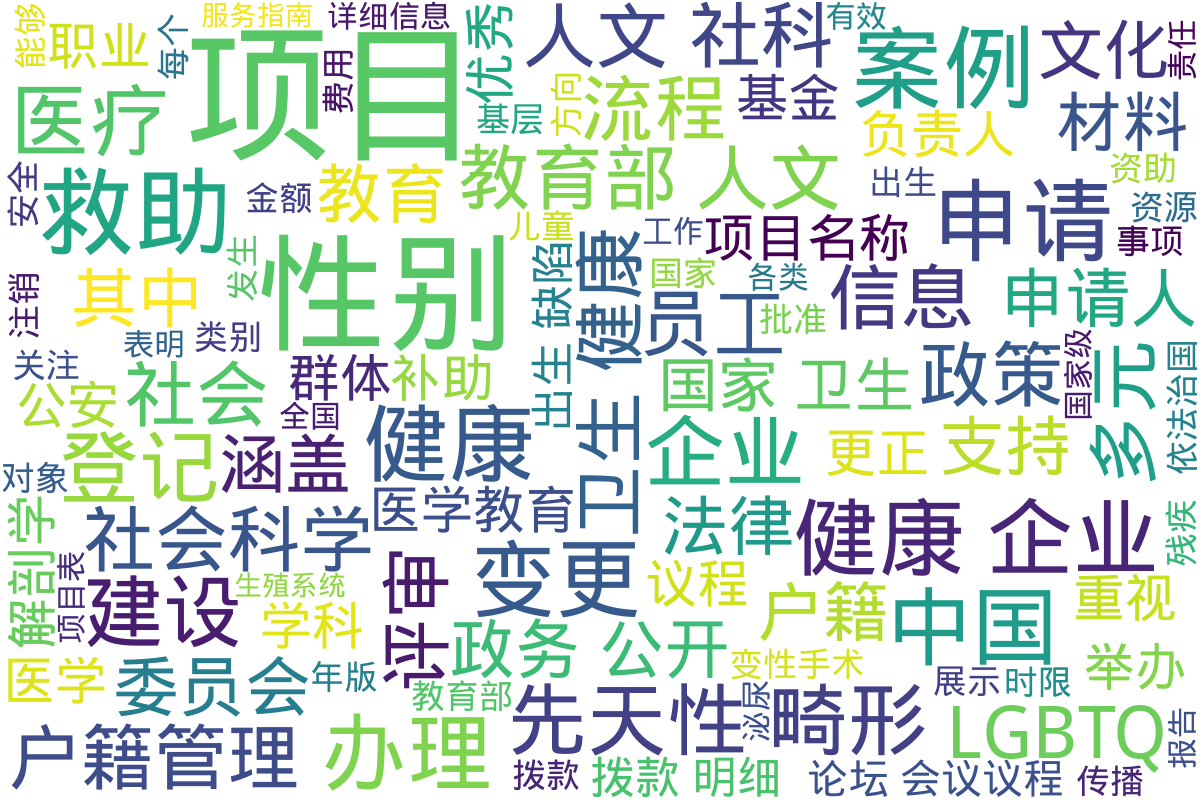 能够
服务指南
详细信息
有效
职业
每个
项目
费用
优秀
人文 社科
案例
文化
责任
医疗
基层
方向
流程
基金
材料
负责人
安全
救助
金额
教育
教育部 人文
出生
申请
资助
资源
儿童
工作
项目名称
事项
发生
性别
缺陷
出生
健康
卫生
国家
各类
信息
申请人
注销
其中
员工
批准
表明
类别
关注
群体
补助
国家 卫生
政策
国家级
多元
依法治国
公安
社会
全国
健康
企业
更正
支持
对象
登记
涵盖
医学教育
法律
健康 企业
残疾
解剖学
项目表
社会科学
建设
生殖系统
学科
评审
变更
议程
户籍
中国
重视
政务 公开
变性手术
举办
医学
委员会
年版
教育部
先天性
泌尿
畸形
展示
时限
LGBTQ
报告
户籍管理
办理
拨款
拨款 明细
论坛
会议议程
传播